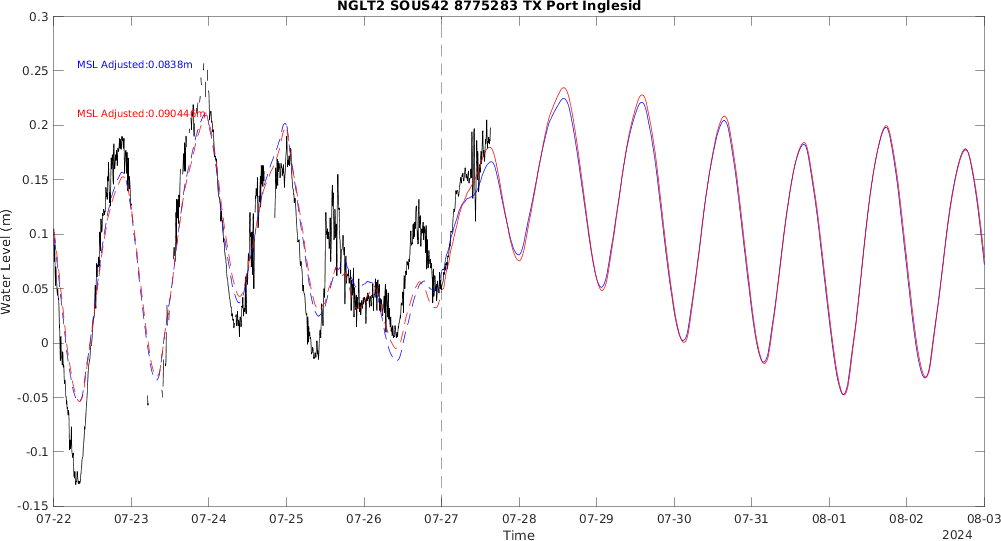 NGLT2 SOUS42 8775283 TX Port Inglesid
0.3
0.25
0.2
0.15
0.1
0.05
0
-0.05
-0.1
-0.15
Water Level (m)
MSL Adjusted:0.0838m
MSL Adjusted:0.09044m
07-22 07-23 07-24 07-25 07-26 07-27 07-28 07-29 07-30 07-31 08-01 08-02 08-03
Time
2024